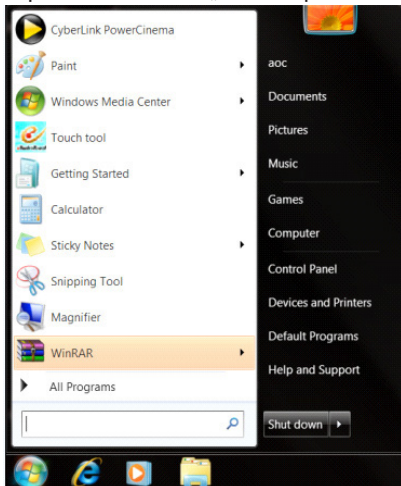 CyberLink PowerCinema
Paint
Windows Media Center
Touch tool
Getting Started
Calculator
Sticky Notes
Snipping Tool
Magnifier
WinRAR
All Programs
aoc
Documents
Pictures
Music
Games
Computer
Control Panel
Devices and Printers
Default Programs
Help and Support
Shut down